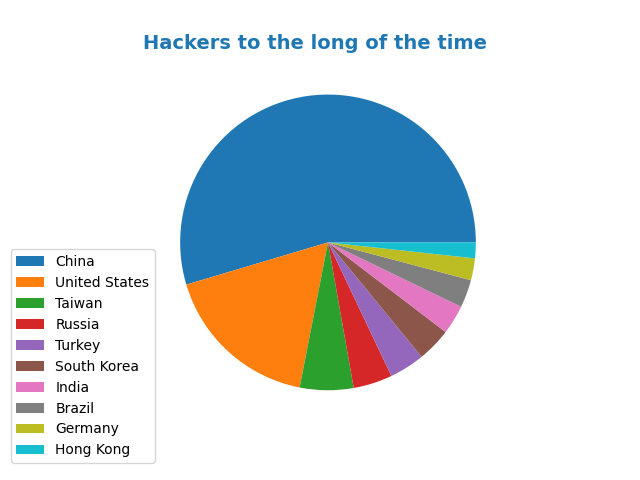 Hackers to the long of the time
China
United States
Taiwan
Russia
Turkey
South Korea
India
Brazil
Germany
Hong Kong